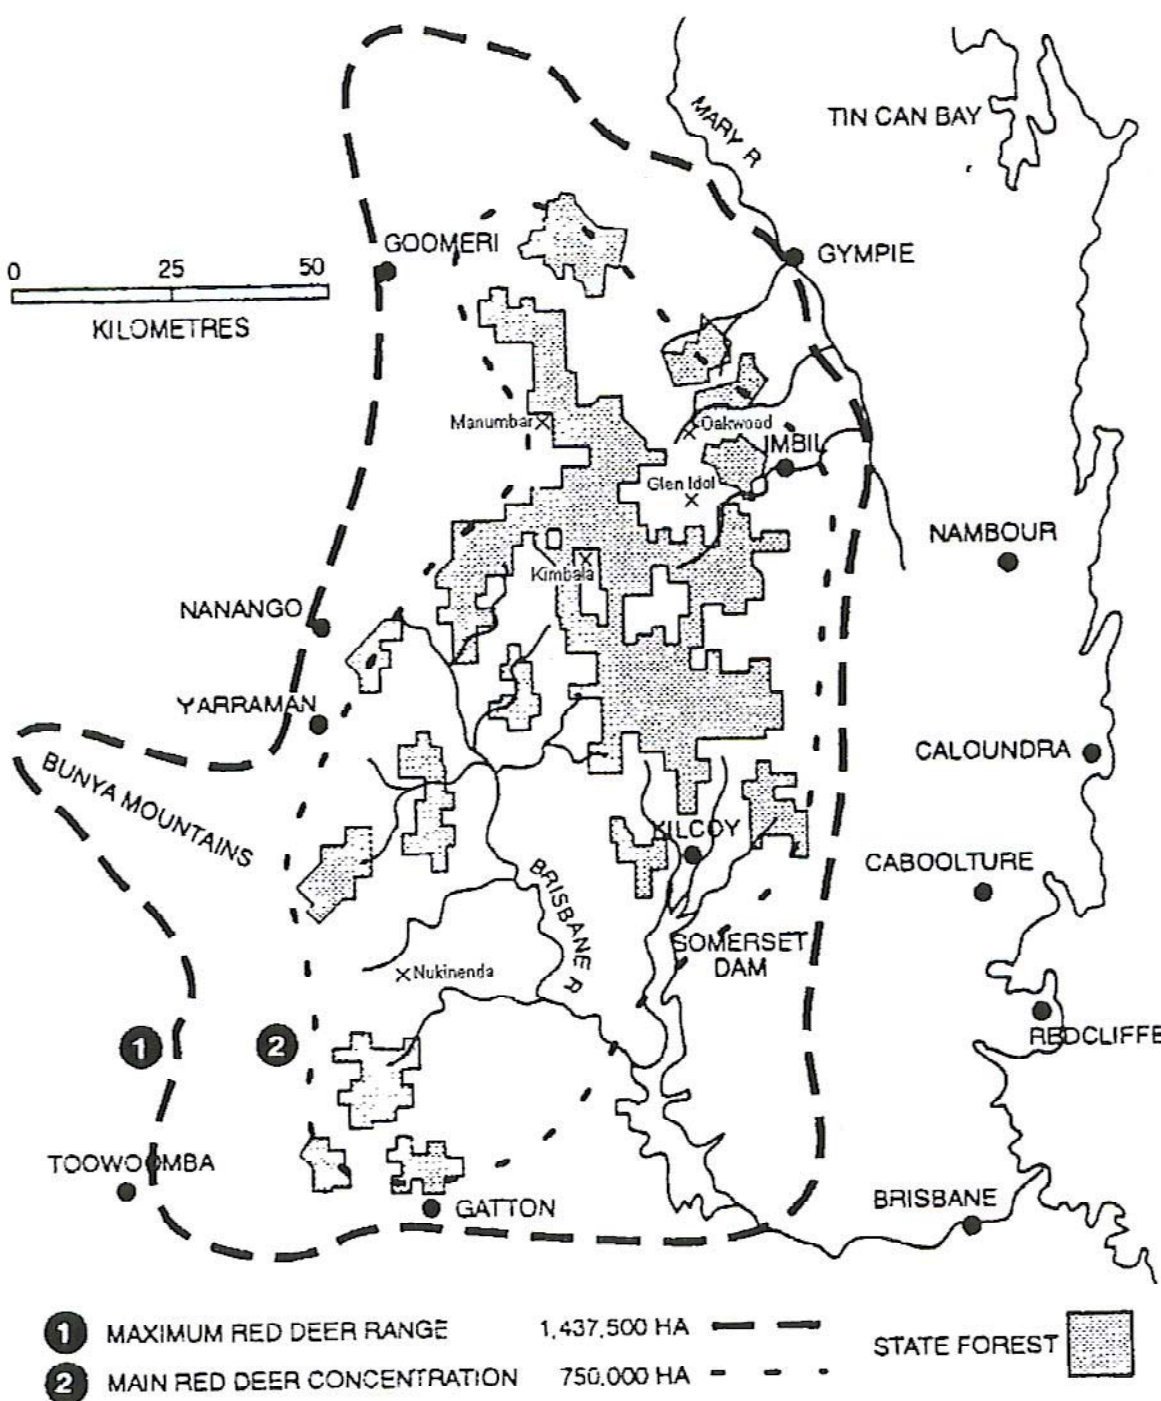 TIN CAN BAY
MARY R
GOOMERI
GYMPIE
0 25 50
KILOMETRES
Manumbar
Oakwood
IMBIL
Glen Idol
NAMBOUR
Kimbala
NANANGO
YARRAMAN
CALOUNDRA
BUNYA MOUNTAINS
KILCOY
CABOOLTURE
BRISBANE R
SOMERSET
DAM
Nukinenda
REDCLIFFE
1
2
TOOWOOMBA
GATTON
BRISBANE
1 MAXIMUM RED DEER RANGE 1,437,500 HA
STATE FOREST
2 MAIN RED DEER CONCENTRATION 750,000 HA